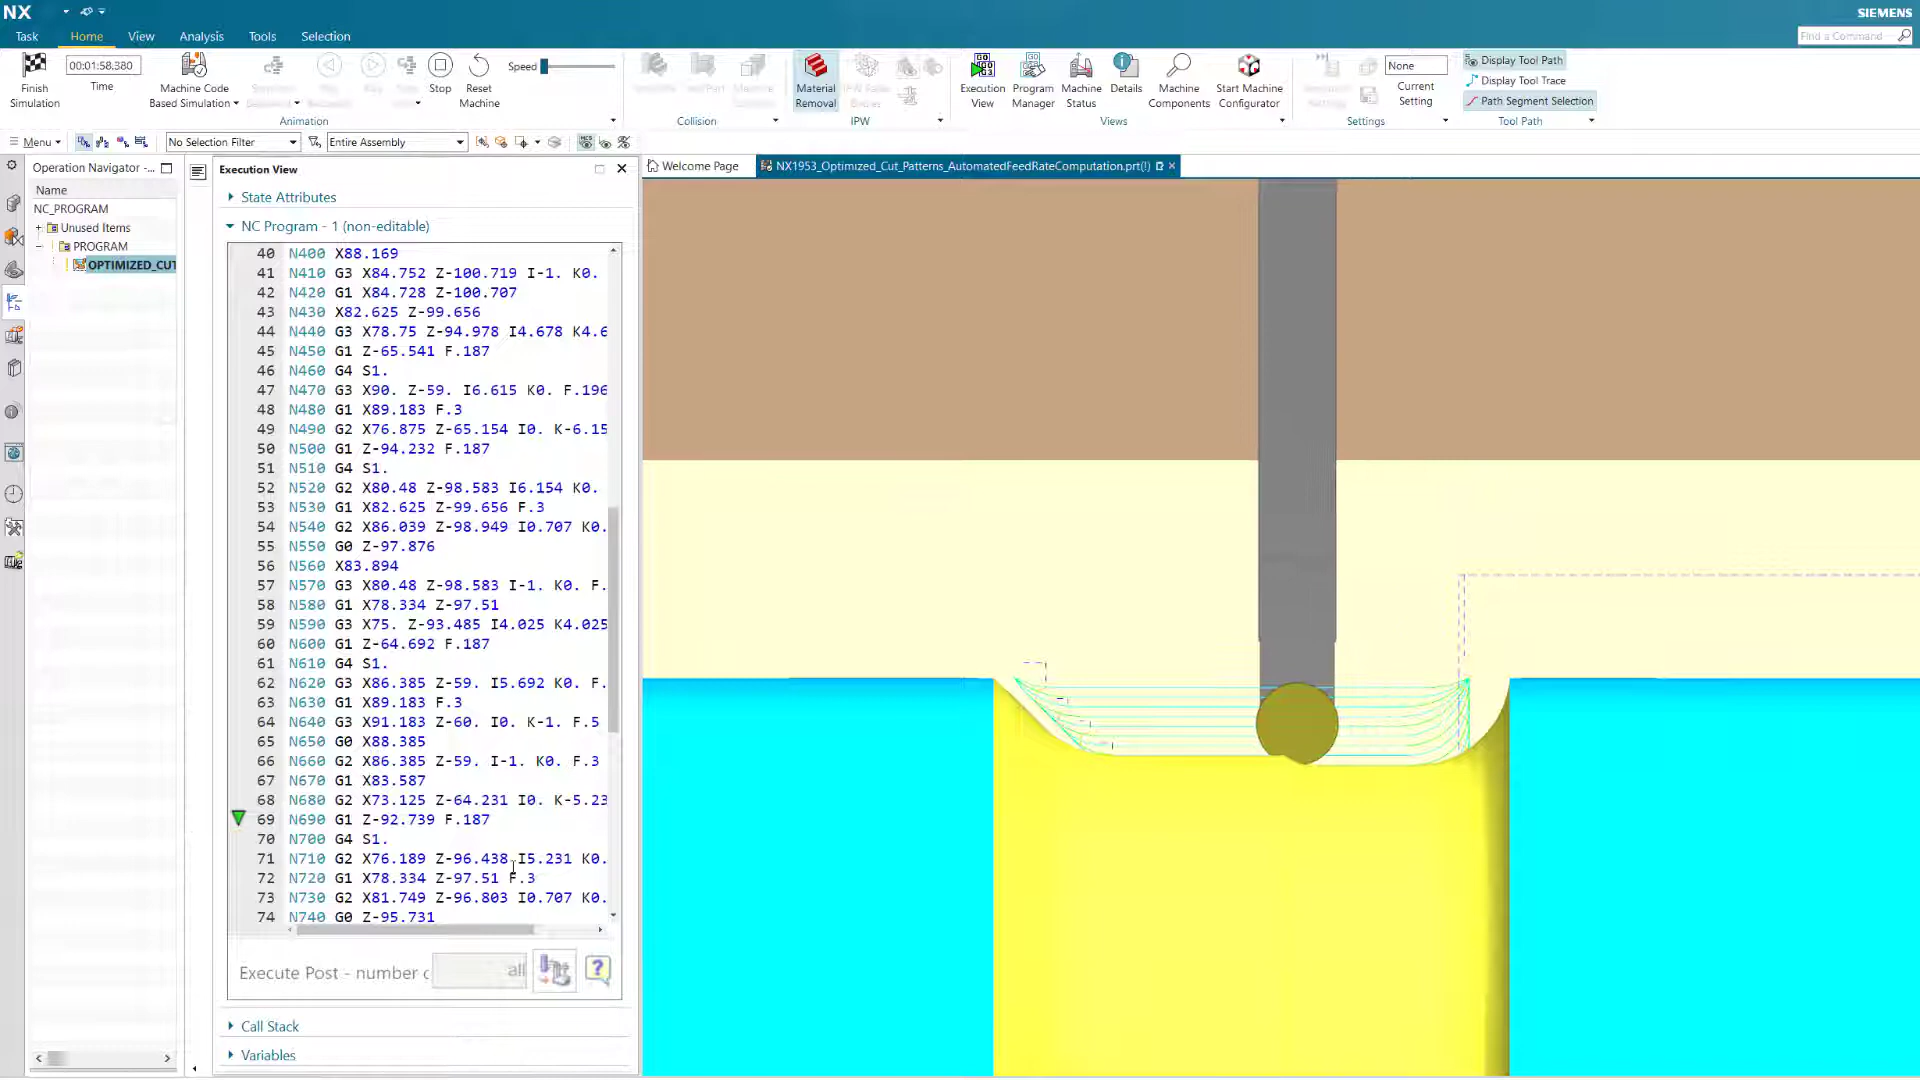 NX
SIEMENS
Task Home View Analysis Tools Selection
Find a Command
00:01:58.380
Speed
None
Display Tool Path
Display Tool Trace
Path Segment Selection
Finish Simulation
Time
Machine Code Based Simulation
Stop
Reset Machine
Material Removal
Execution View
Program Manager
Machine Status
Details
Machine Components
Start Machine Configurator
Current Setting
Animation
Collision
IPW
Views
Settings
Tool Path
Menu
No Selection Filter
Entire Assembly
Operation Navigator -...
Name
NC_PROGRAM
Unused Items
PROGRAM
OPTIMIZED_CUT
Execution View
Welcome Page
NX1953_Optimized_Cut_Patterns_AutomatedFeedRateComputation.prt(!)
State Attributes
NC Program - 1 (non-editable)
40 N400 X88.169
41 N410 G3 X84.752 Z-100.719 I-1. K0.
42 N420 G1 X84.728 Z-100.707
43 N430 X82.625 Z-99.656
44 N440 G3 X78.75 Z-94.978 I4.678 K4.6
45 N450 G1 Z-65.541 F.187
46 N460 G4 S1.
47 N470 G3 X90. Z-59. I6.615 K0. F.196
48 N480 G1 X89.183 F.3
49 N490 G2 X76.875 Z-65.154 I0. K-6.15
50 N500 G1 Z-94.232 F.187
51 N510 G4 S1.
52 N520 G2 X80.48 Z-98.583 I6.154 K0.
53 N530 G1 X82.625 Z-99.656 F.3
54 N540 G2 X86.039 Z-98.949 I0.707 K0.
55 N550 G0 Z-97.876
56 N560 X83.894
57 N570 G3 X80.48 Z-98.583 I-1. K0. F.
58 N580 G1 X78.334 Z-97.51
59 N590 G3 X75. Z-93.485 I4.025 K4.025
60 N600 G1 Z-64.692 F.187
61 N610 G4 S1.
62 N620 G3 X86.385 Z-59. I5.692 K0. F.
63 N630 G1 X89.183 F.3
64 N640 G3 X91.183 Z-60. I0. K-1. F.5
65 N650 G0 X88.385
66 N660 G2 X86.385 Z-59. I-1. K0. F.3
67 N670 G1 X83.587
68 N680 G2 X73.125 Z-64.231 I0. K-5.23
69 N690 G1 Z-92.739 F.187
70 N700 G4 S1.
71 N710 G2 X76.189 Z-96.438 I5.231 K0.
72 N720 G1 X78.334 Z-97.51 F.3
73 N730 G2 X81.749 Z-96.803 I0.707 K0.
74 N740 G0 Z-95.731
Execute Post - number o
all
Call Stack
Variables